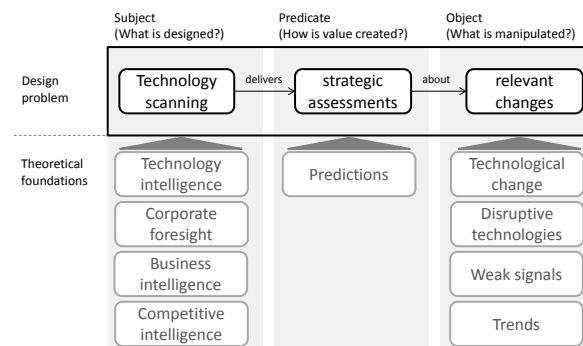 Subject
(What is designed?)
Predicate
(How is value created?)
Object
(What is manipulated?)
Design
problem
Technology
scanning
delivers
strategic
assessments
about
relevant
changes
Theoretical
foundations
Technology
intelligence
Corporate
foresight
Business
intelligence
Competitive
intelligence
Predictions
Technological
change
Disruptive
technologies
Weak signals
Trends